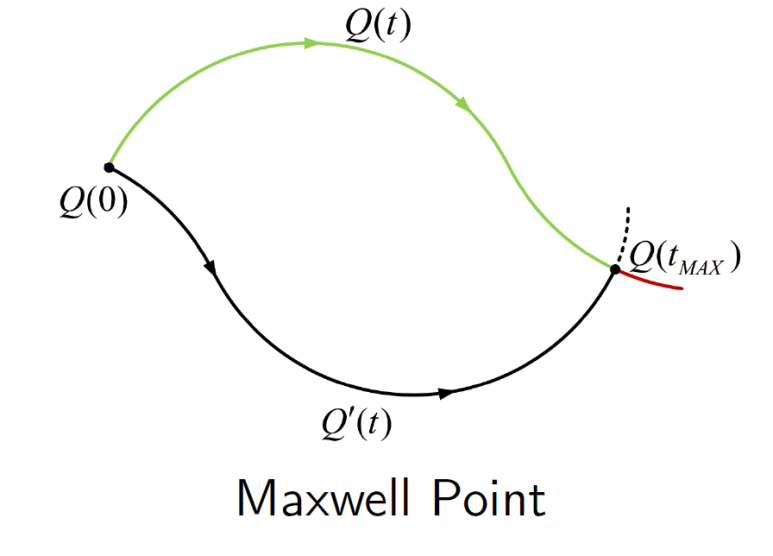 Q(t)
Q(0)
Q(t_MAX)
Q′(t)
Maxwell Point